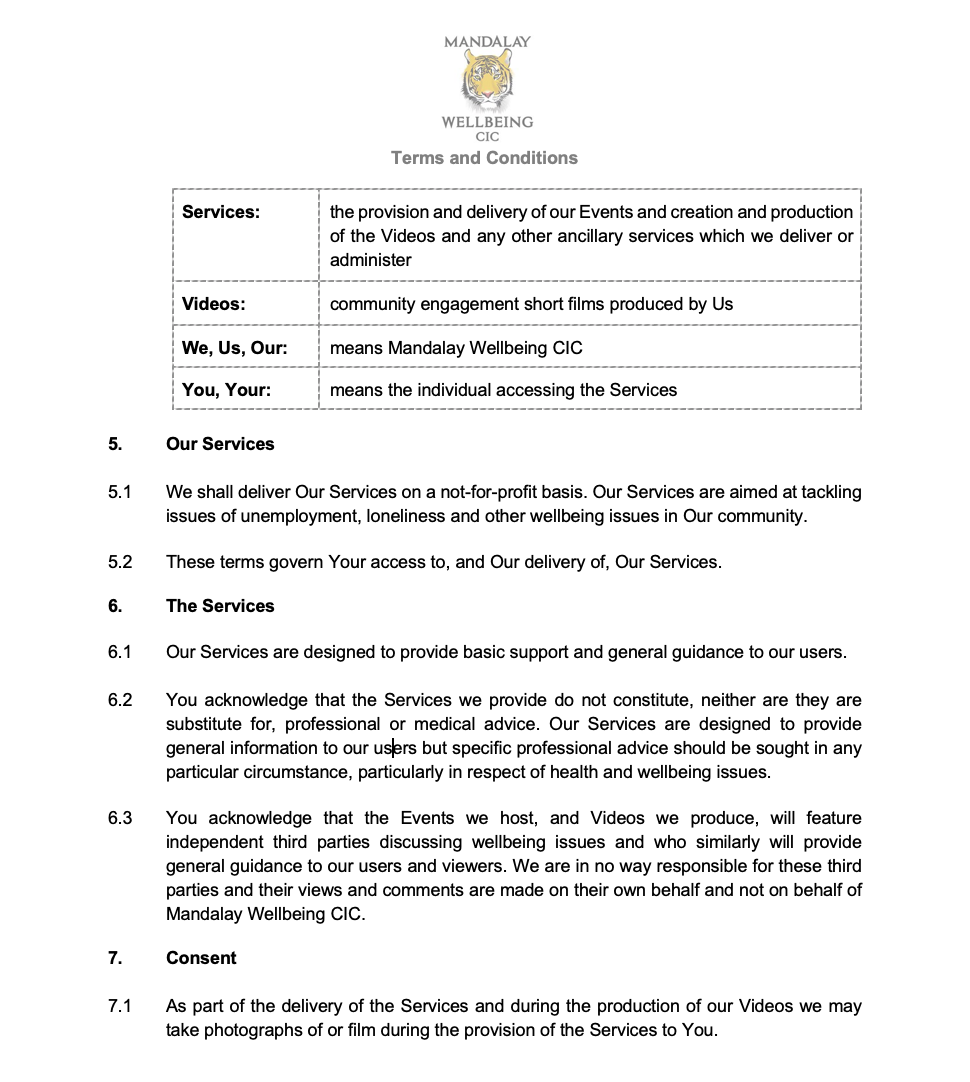 MANDALAY
WELLBEING
CIC
Terms and Conditions
Services:
the provision and delivery of our Events and creation and production
of the Videos and any other ancillary services which we deliver or
administer
Videos:
community engagement short films produced by Us
We, Us, Our:
means Mandalay Wellbeing CIC
You, Your:
means the individual accessing the Services
5. Our Services
5.1 We shall deliver Our Services on a not-for-profit basis. Our Services are aimed at tackling
issues of unemployment, loneliness and other wellbeing issues in Our community.
5.2 These terms govern Your access to, and Our delivery of, Our Services.
6. The Services
6.1 Our Services are designed to provide basic support and general guidance to our users.
6.2 You acknowledge that the Services we provide do not constitute, neither are they are
substitute for, professional or medical advice. Our Services are designed to provide
general information to our users but specific professional advice should be sought in any
particular circumstance, particularly in respect of health and wellbeing issues.
6.3 You acknowledge that the Events we host, and Videos we produce, will feature
independent third parties discussing wellbeing issues and who similarly will provide
general guidance to our users and viewers. We are in no way responsible for these third
parties and their views and comments are made on their own behalf and not on behalf of
Mandalay Wellbeing CIC.
7. Consent
7.1 As part of the delivery of the Services and during the production of our Videos we may
take photographs of or film during the provision of the Services to You.